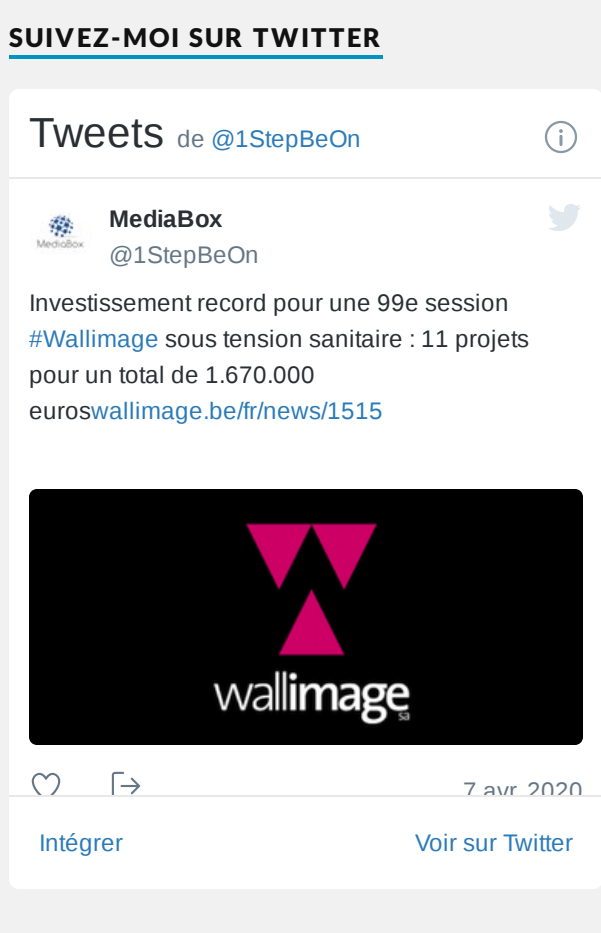 SUIVEZ-MOI SUR TWITTER
Tweets de @1StepBeOn
MediaBox
MediaBox
@1StepBeOn
Investissement record pour une 99e session
#Wallimage sous tension sanitaire : 11 projets
pour un total de 1.670.000
euroswallimage.be/fr/news/1515
wallimage
sa
7 avr. 2020
Intégrer
Voir sur Twitter